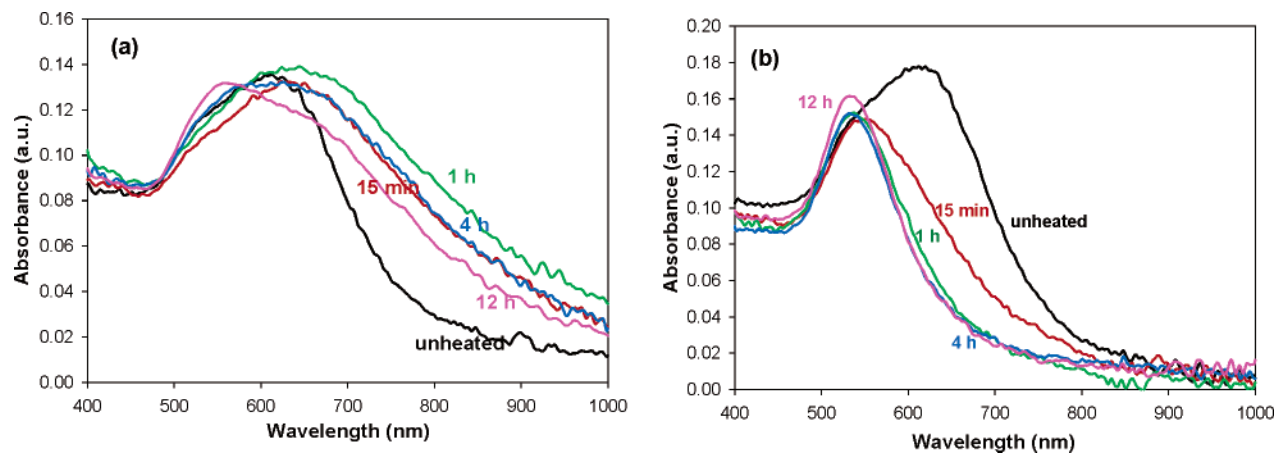 (a)
0.16
0.14
0.12
0.10
0.08
0.06
0.04
0.02
0.00
Absorbance (a.u.)
1 h
15 min
4 h
12 h
unheated
400 500 600 700 800 900 1000
Wavelength (nm)
(b)
0.20
0.18
0.16
0.14
0.12
0.10
0.08
0.06
0.04
0.02
0.00
Absorbance (a.u.)
12 h
15 min
unheated
1 h
4 h
400 500 600 700 800 900 1000
Wavelength (nm)